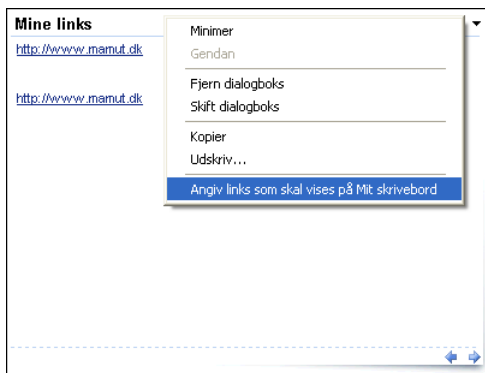 Mine links
http://www.mamut.dk
http://www.mamut.dk
Minimer
Gendan
Fjern dialogboks
Skift dialogboks
Kopier
Udskriv...
Angiv links som skal vises på Mit skrivebord